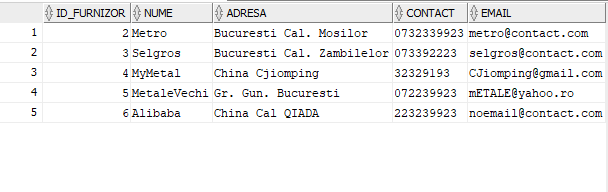 ID_FURNIZOR NUME ADRESA CONTACT EMAIL
1 2 Metro Bucuresti Cal. Mosilor 0732339923 metro@contact.com
2 3 Selgros Bucuresti Cal. Zambilelor 073392223 selgros@contact.com
3 4 MyMetal China Cjiomping 32329193 CJiomping@gmail.com
4 5 MetaleVechi Gr. Gun. Bucuresti 072239923 mETALE@yahoo.ro
5 6 Alibaba China Cal QIADA 223239923 noemail@contact.com